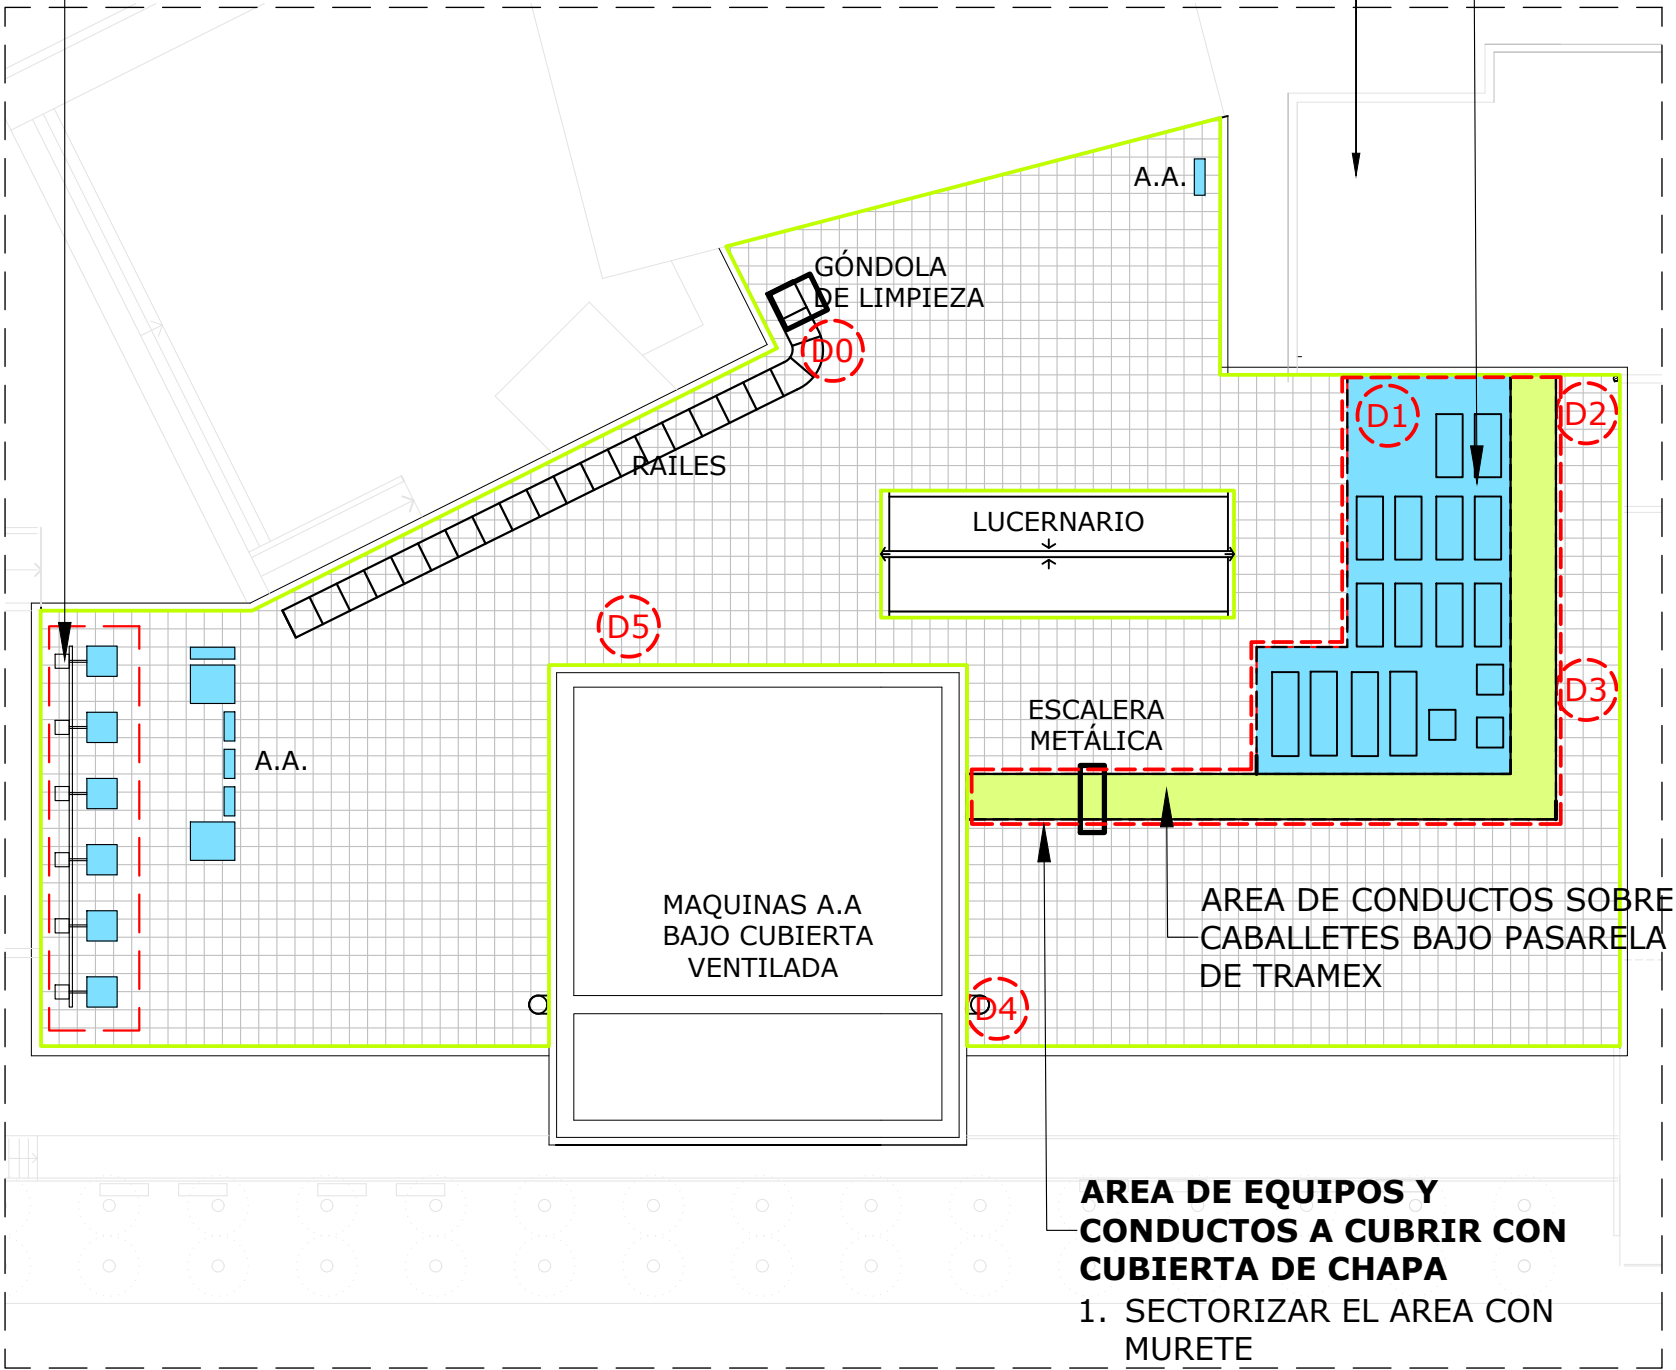 A.A.
GÓNDOLA
DE LIMPIEZA
D0
D1
D2
RAILES
LUCERNARIO
D5
D3
ESCALERA
METÁLICA
A.A.
MAQUINAS A.A
BAJO CUBIERTA
VENTILADA
AREA DE CONDUCTOS SOBRE
CABALLETES BAJO PASARELA
DE TRAMEX
D4
AREA DE EQUIPOS Y
CONDUCTOS A CUBRIR CON
CUBIERTA DE CHAPA
1. SECTORIZAR EL AREA CON
MURETE